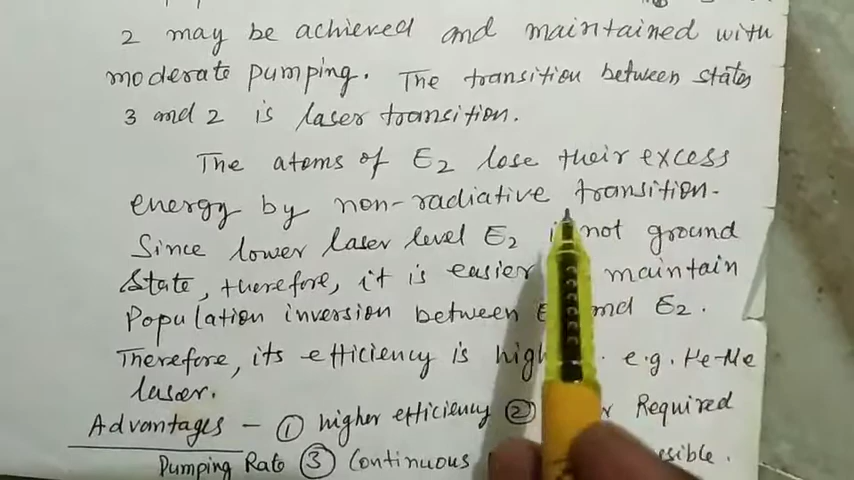 2 may be achieved and maintained with
moderate pumping. The transition between states
3 and 2 is laser transition.
The atoms of E2 lose their excess
energy by non-radiative transition.
Since lower laser level E2 not ground
State, therefore, it is easier maintain
Population inversion between and E2.
Therefore, its efficiency is e.g. He-Ne
laser.
Advantages - ① higher efficiency ② Required
Pumping Rate ③ Continuous